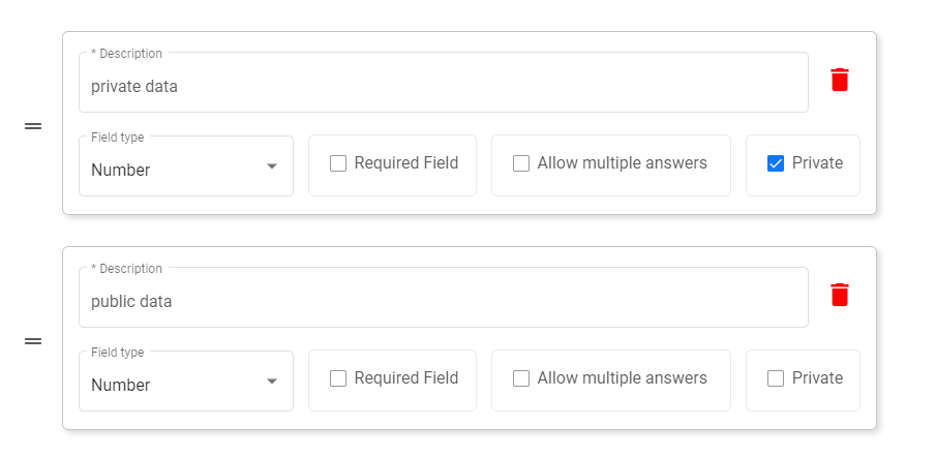 * Description
private data
Field type
Number
Required Field
Allow multiple answers
Private
* Description
public data
Field type
Number
Required Field
Allow multiple answers
Private